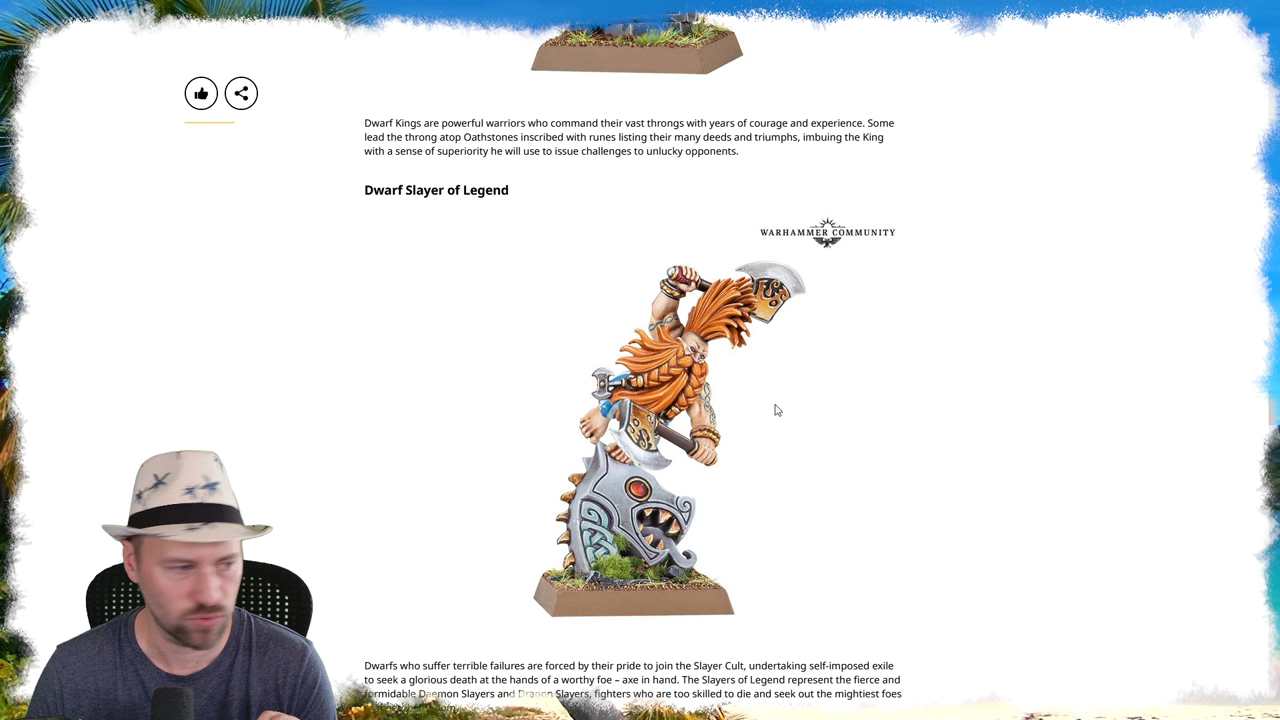 Dwarf Kings are powerful warriors who command their vast throngs with years of courage and experience. Some
lead the throng atop Oathstones inscribed with runes listing their many deeds and triumphs, imbuing the King
with a sense of superiority he will use to issue challenges to unlucky opponents.
Dwarf Slayer of Legend
WARHAMMER COMMUNITY
Dwarfs who suffer terrible failures are forced by their pride to join the Slayer Cult, undertaking self-imposed exile
to seek a glorious death at the hands of a worthy foe – axe in hand. The Slayers of Legend represent the fierce and
formidable Daemon Slayers and Dragon Slayers, fighters who are too skilled to die and seek out the mightiest foes